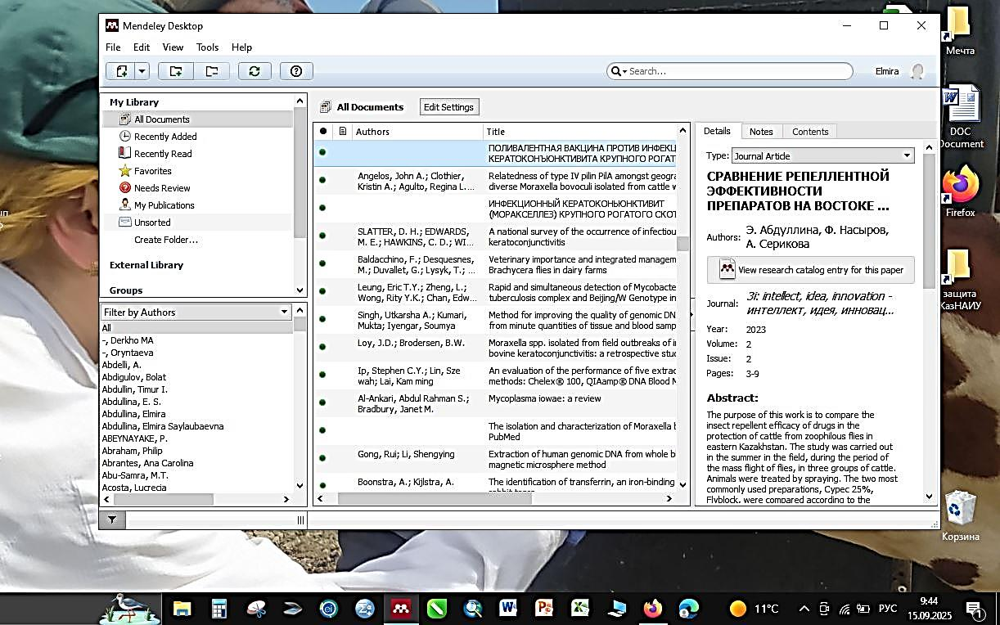 Mendeley Desktop
File Edit View Tools Help
Search...
Elmira
My Library
All Documents
Recently Added
Recently Read
Favorites
Needs Review
My Publications
Unsorted
Create Folder...
External Library
Groups
Filter by Authors
All
-, Derkho MA
-, Oryntaeva
Abdelli, A.
Abdigulov, Bolat
Abdullin, Timur I.
Abdullina, E. S.
Abdullina, Elmira
Abdullina, Elmira Saylaubaevna
ABEYNAYAKE, P.
Abraham, Philip
Abrantes, Ana Carolina
Abu-Samra, M.T.
Acosta, Lucrecia
All Documents Edit Settings
Authors Title
ПОЛИВАЛЕНТНАЯ ВАКЦИНА ПРОТИВ ИНФЕКЦ
КЕРАТОКОНЪЮНКТИВИТА КРУПНОГО РОГАТ
Angelos, John A.; Clothier,
Kristin A.; Agulto, Regina L....
Relatedness of type IV pilin PilA amongst geogra
diverse Moraxella bovoculi isolated from cattle w
ИНФЕКЦИОННЫЙ КЕРАТОКОНЬЮНКТИВИТ
(МОРАКСЕЛЛЕЗ) КРУПНОГО РОГАТОГО СКОТ
SLATTER, D. H.; EDWARDS,
M. E.; HAWKINS, C. D.; WI...
A national survey of the occurrence of infectiou
keratoconjunctivitis
Baldacchino, F.; Desquesnes,
M.; Duvallet, G.; Lysyk, T.; ...
Veterinary importance and integrated managem
Brachycera flies in dairy farms
Leung, Eric T.Y.; Zheng, L.;
Wong, Rity Y.K.; Chan, Edw...
Rapid and simultaneous detection of Mycobacte
tuberculosis complex and Beijing/W Genotype in
Singh, Utkarsha A.; Kumari,
Mukta; Iyengar, Soumya
Method for improving the quality of genomic DN
from minute quantities of tissue and blood samp
Loy, J.D.; Brodersen, B.W.
Moraxella spp. isolated from field outbreaks of i
bovine keratoconjunctivitis: a retrospective stud
Ip, Stephen C.Y.; Lin, Sze
wah; Lai, Kam ming
An evaluation of the performance of five extrac
methods: Chelex® 100, QIAamp® DNA Blood M
Al-Ankari, Abdul Rahman S.;
Bradbury, Janet M.
Mycoplasma iowae: a review
The isolation and characterization of Moraxella b
PubMed
Gong, Rui; Li, Shengying
Extraction of human genomic DNA from whole b
magnetic microsphere method
Boonstra, A.; Kijlstra, A.
The identification of transferrin, an iron-binding
rabbit tears
Details Notes Contents
Type: Journal Article
СРАВНЕНИЕ РЕПЕЛЛЕНТНОЙ
ЭФФЕКТИВНОСТИ
ПРЕПАРАТОВ НА ВОСТОКЕ ...
Authors: Э. Абдуллина, Ф. Насыров,
А. Серикова
View research catalog entry for this paper
Journal: 3i: intellect, idea, innovation -
интеллект, идея, инновац...
Year: 2023
Volume: 2
Issue: 2
Pages: 3-9
Abstract:
The purpose of this work is to compare the
insect repellent efficacy of drugs in the
protection of cattle from zoophilous flies in
eastern Kazakhstan. The study was carried out
in the summer in the field, during the period of
the mass flight of flies, in three groups of cattle.
Animals were treated by spraying. The two most
commonly used preparations, Сурес 25%,
Flyblock, were compared according to the
Мечта
DOC
Document
Firefox
защита
КазНАИУ
Корзина
11°C
РУС
9:44
15.09.2025
1